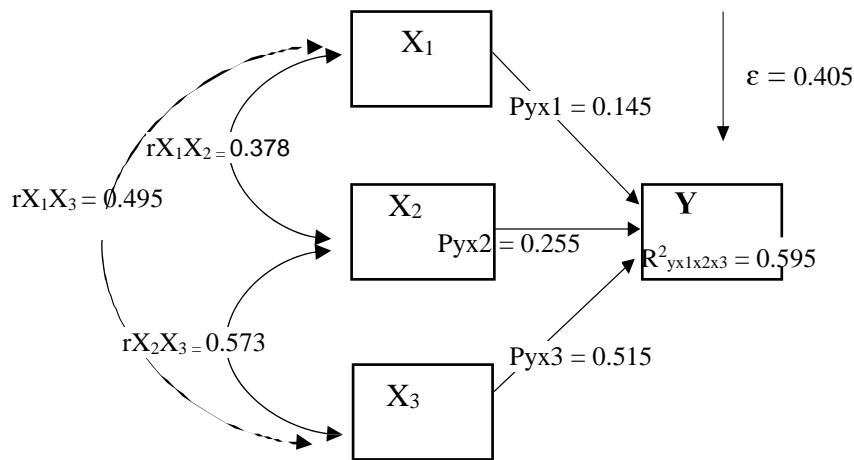 X₁
ε = 0.405
Pyx1 = 0.145
rX₁X₂ = 0.378
rX₁X₃ = 0.495
X₂
Y
Pyx2 = 0.255
R²yx1x2x3 = 0.595
rX₂X₃ = 0.573
Pyx3 = 0.515
X₃